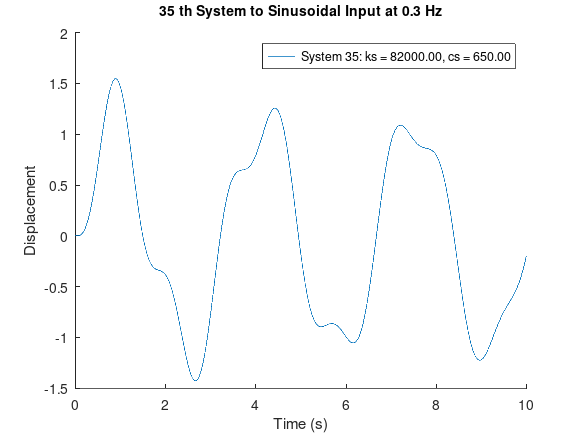 35 th System to Sinusoidal Input at 0.3 Hz
System 35: ks = 82000.00, cs = 650.00
2
1.5
1
0.5
0
-0.5
-1
-1.5
Displacement
0 2 4 6 8 10
Time (s)